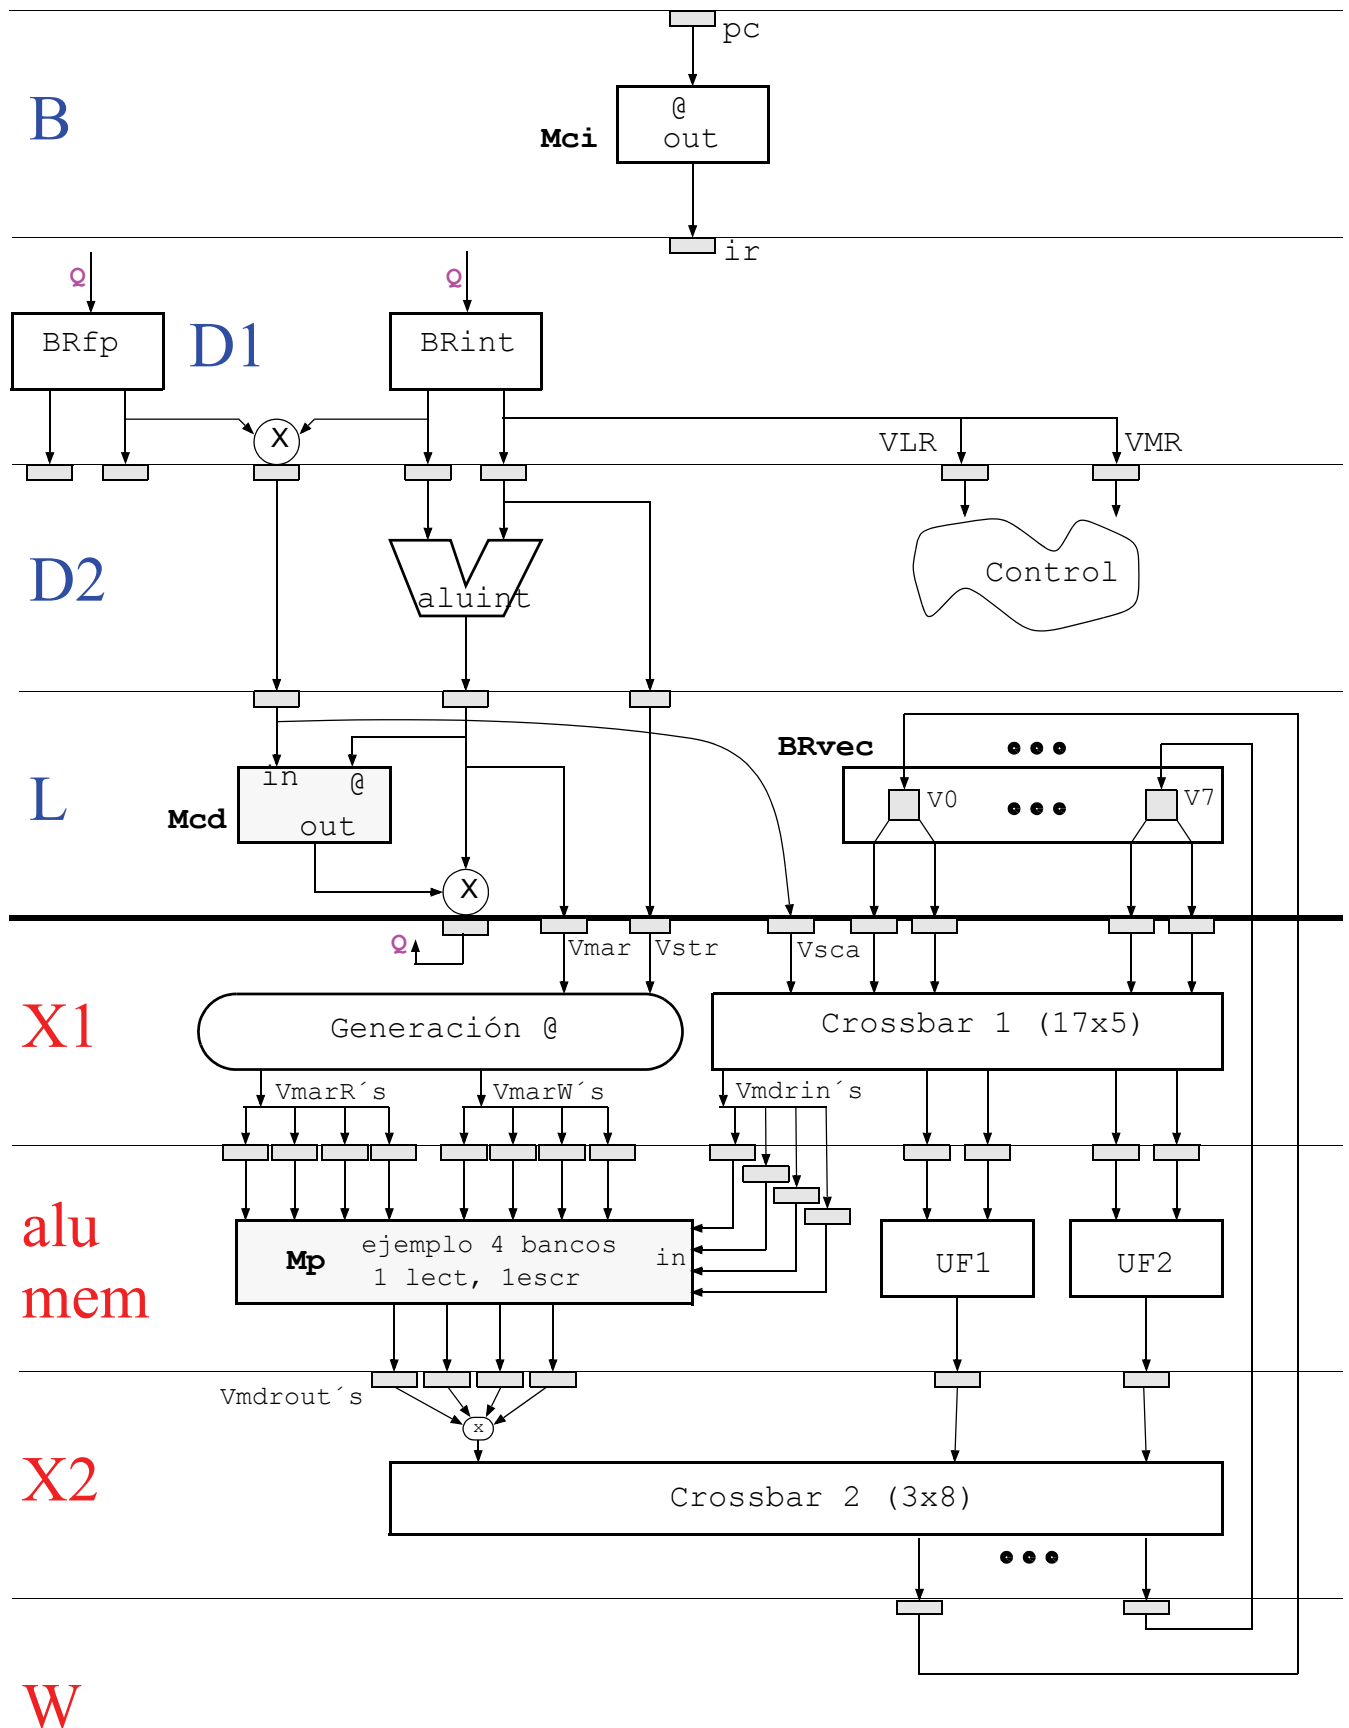 pc
B
@
Mci
out
ir
Q
Q
BRfp
D1
BRint
X
VLR
VMR
D2
aluint
Control
BRvec
in
@
L
V0
V7
Mcd
out
X
Q
Vmar
Vstr
Vsca
X1
Generación @
Crossbar 1 (17x5)
VmarR´s
VmarW´s
Vmdrin´s
alu
mem
Mp
ejemplo 4 bancos
1 lect, 1escr
in
UF1
UF2
Vmdrout´s
x
X2
Crossbar 2 (3x8)
W